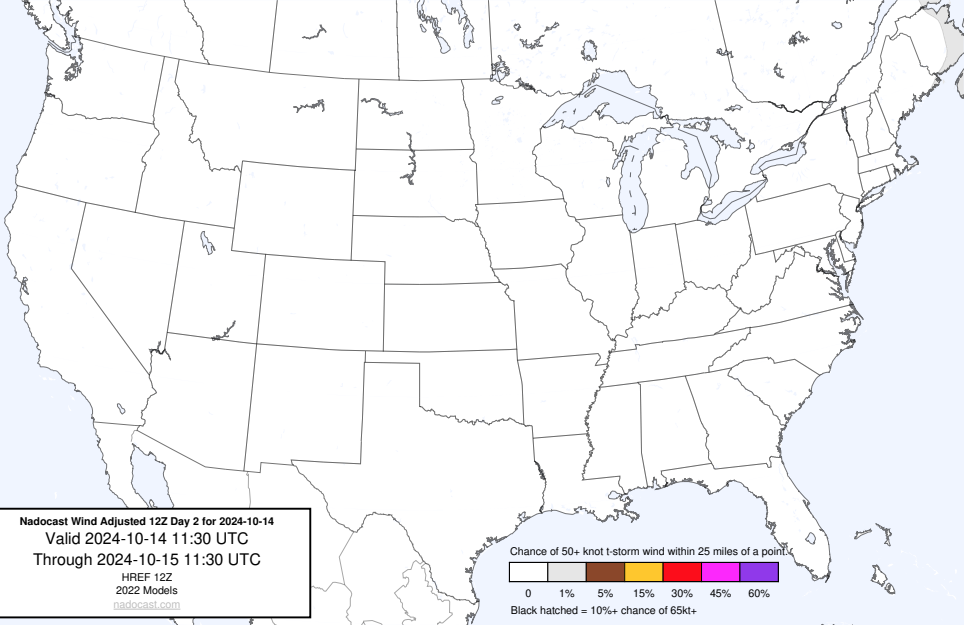 Nadocast Wind Adjusted 12Z Day 2 for 2024-10-14
Valid 2024-10-14 11:30 UTC
Through 2024-10-15 11:30 UTC
HREF 12Z
2022 Models
nadocast.com
Chance of 50+ knot t-storm wind within 25 miles of a point.
0 1% 5% 15% 30% 45% 60%
Black hatched = 10%+ chance of 65kt+